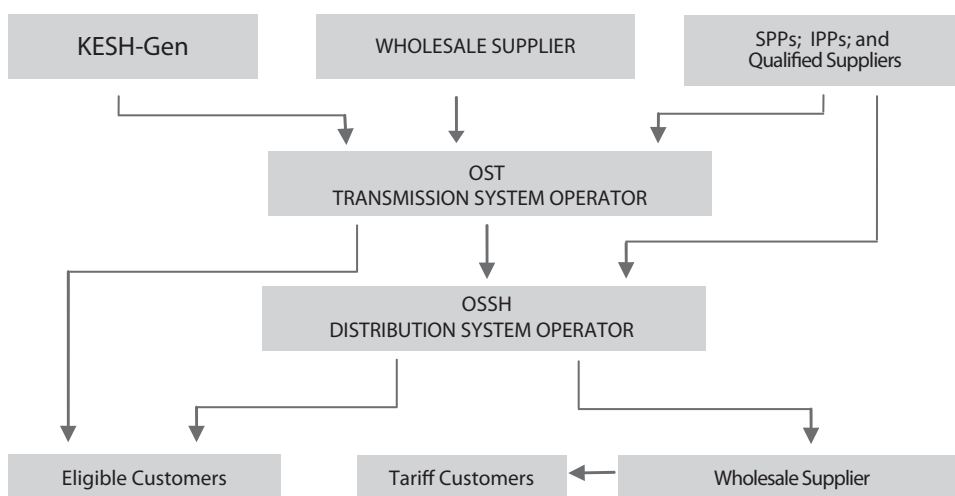 KESH-Gen
WHOLESALE SUPPLIER
SPPs; IPPs; and
Qualified Suppliers
OST
TRANSMISSION SYSTEM OPERATOR
OSSH
DISTRIBUTION SYSTEM OPERATOR
Eligible Customers
Tariff Customers
Wholesale Supplier